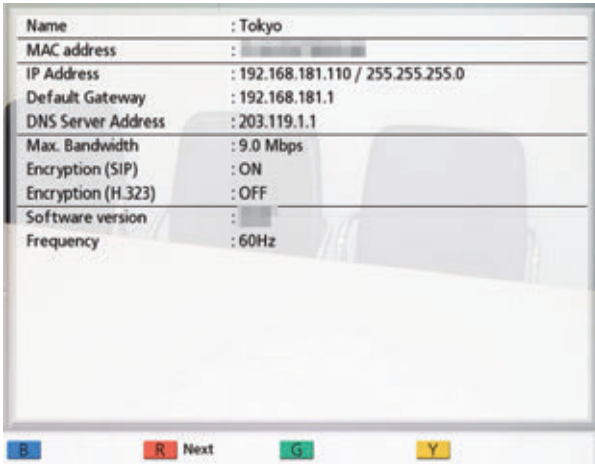 Name : Tokyo
MAC address :
IP Address : 192.168.181.110 / 255.255.255.0
Default Gateway : 192.168.181.1
DNS Server Address : 203.119.1.1
Max. Bandwidth : 9.0 Mbps
Encryption (SIP) : ON
Encryption (H.323) : OFF
Software version :
Frequency : 60Hz
B R Next G Y